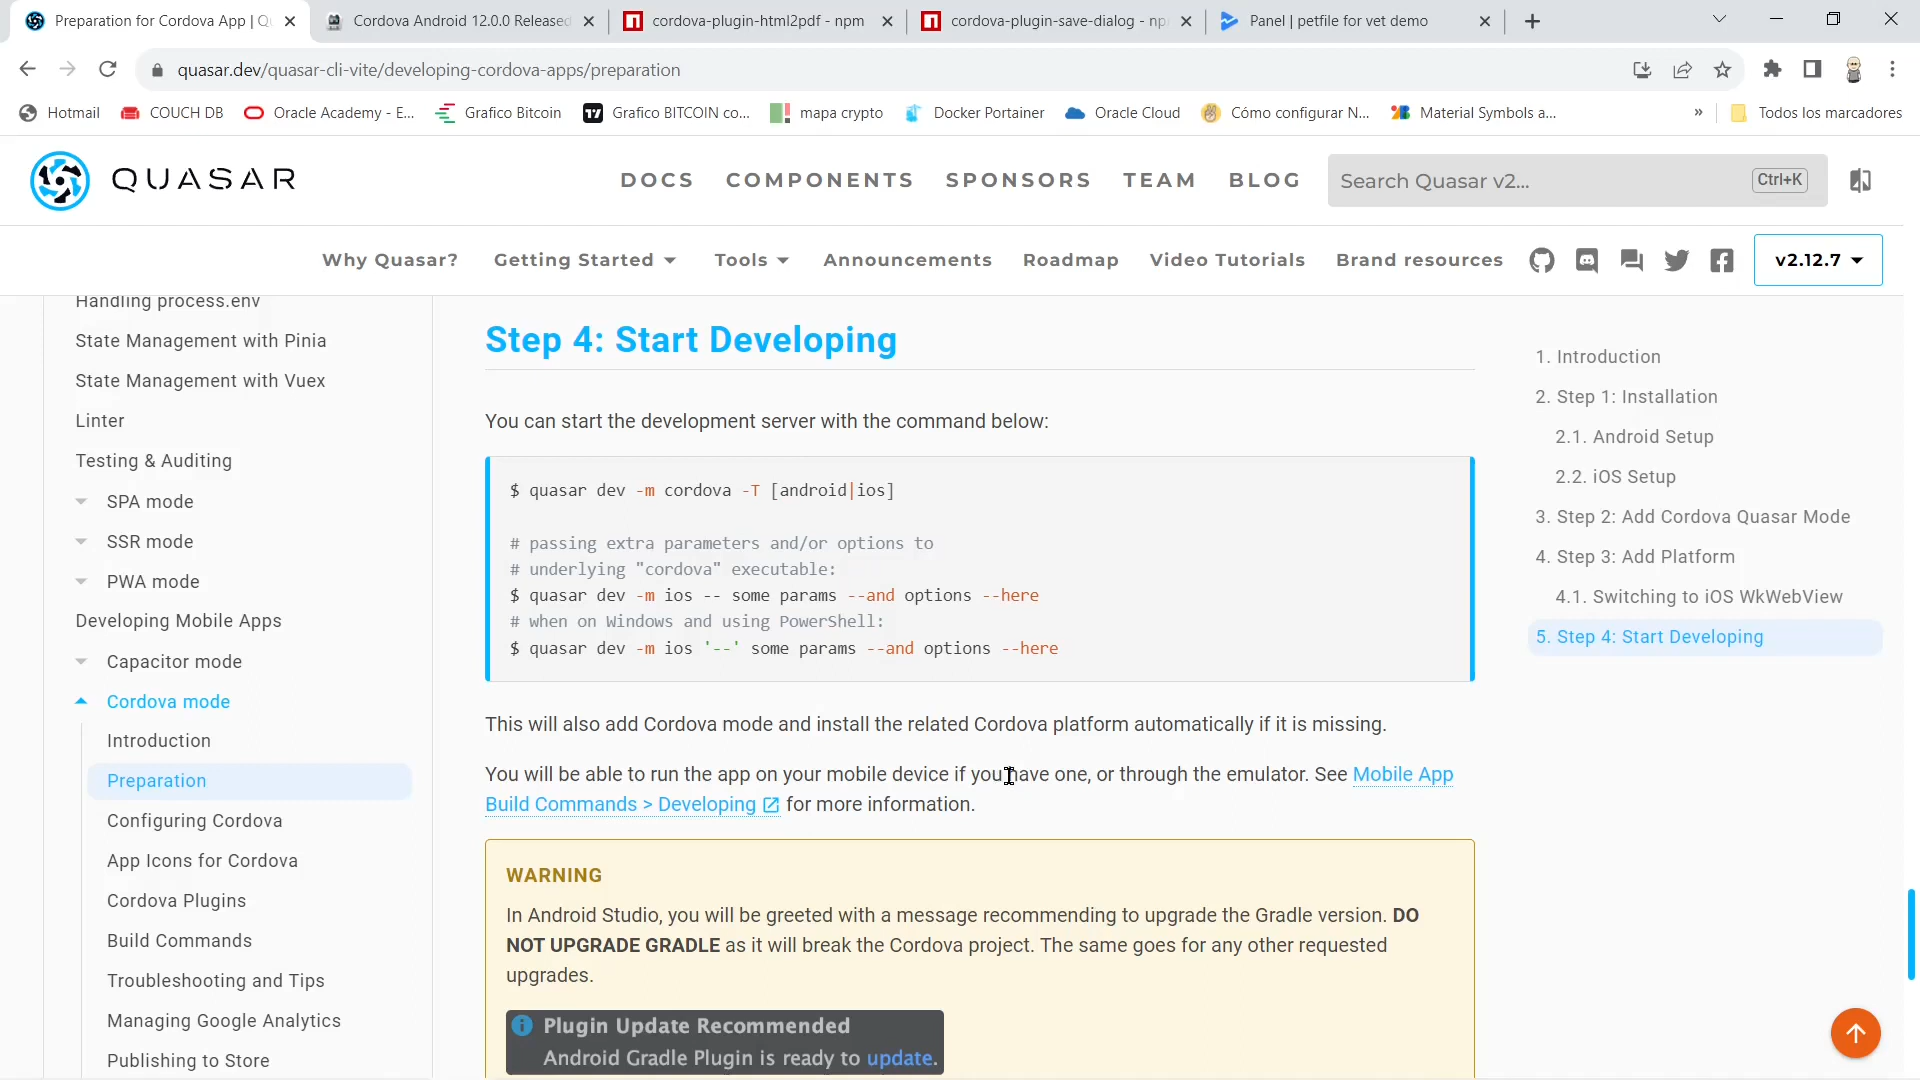 Preparation for Cordova App | Q
Cordova Android 12.0.0 Released
cordova-plugin-html2pdf - npm
cordova-plugin-save-dialog - np
Panel | petfile for vet demo
quasar.dev/quasar-cli-vite/developing-cordova-apps/preparation
Hotmail
COUCH DB
Oracle Academy - E...
Grafico Bitcoin
Grafico BITCOIN co...
mapa crypto
Docker Portainer
Oracle Cloud
Cómo configurar N...
Material Symbols a...
»
Todos los marcadores
QUASAR
DOCS
COMPONENTS
SPONSORS
TEAM
BLOG
Search Quasar v2...
Ctrl+K
Why Quasar?
Getting Started
Tools
Announcements
Roadmap
Video Tutorials
Brand resources
v2.12.7
Handling process.env
State Management with Pinia
State Management with Vuex
Linter
Testing & Auditing
SPA mode
SSR mode
PWA mode
Developing Mobile Apps
Capacitor mode
Cordova mode
Introduction
Preparation
Configuring Cordova
App Icons for Cordova
Cordova Plugins
Build Commands
Troubleshooting and Tips
Managing Google Analytics
Publishing to Store
Step 4: Start Developing
You can start the development server with the command below:
$ quasar dev -m cordova -T [android|ios]
# passing extra parameters and/or options to
# underlying "cordova" executable:
$ quasar dev -m ios -- some params --and options --here
# when on Windows and using PowerShell:
$ quasar dev -m ios '--' some params --and options --here
This will also add Cordova mode and install the related Cordova platform automatically if it is missing.
You will be able to run the app on your mobile device if you have one, or through the emulator. See Mobile App
Build Commands > Developing for more information.
WARNING
In Android Studio, you will be greeted with a message recommending to upgrade the Gradle version. DO
NOT UPGRADE GRADLE as it will break the Cordova project. The same goes for any other requested
upgrades.
Plugin Update Recommended
Android Gradle Plugin is ready to update.
1. Introduction
2. Step 1: Installation
2.1. Android Setup
2.2. iOS Setup
3. Step 2: Add Cordova Quasar Mode
4. Step 3: Add Platform
4.1. Switching to iOS WkWebView
5. Step 4: Start Developing